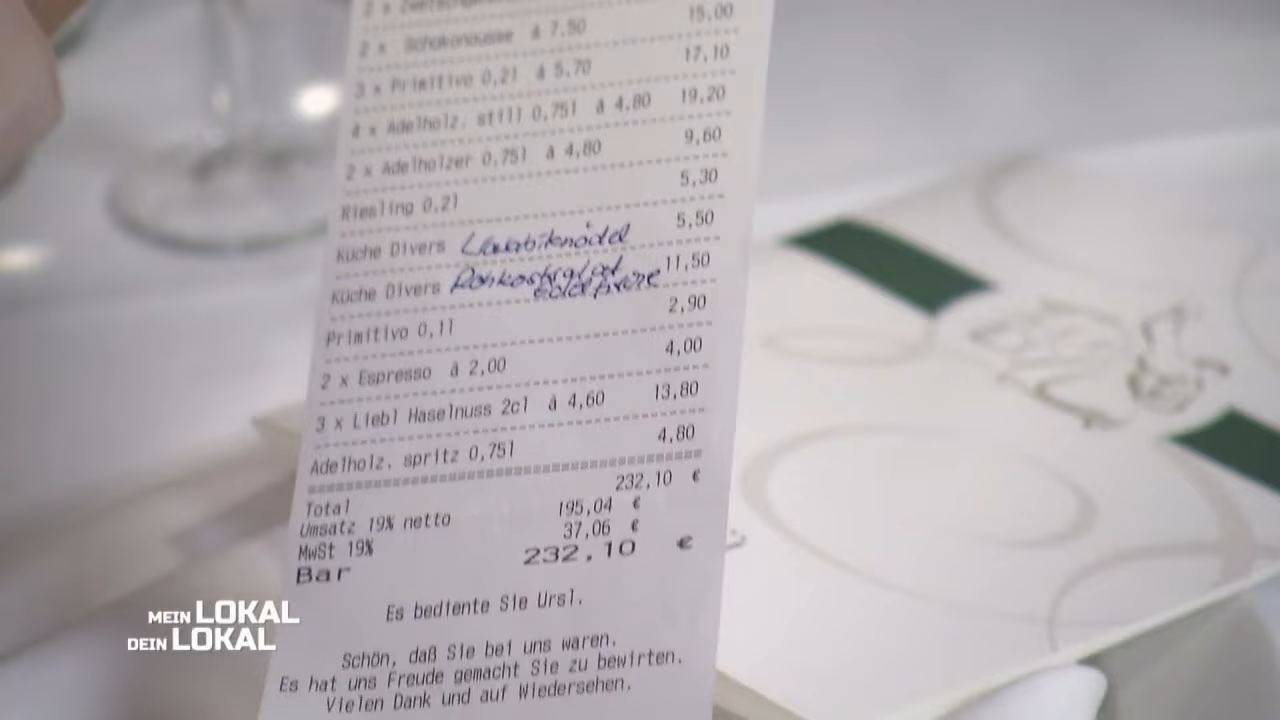 2 x
2 x Schokonousse à 7.50 15,00
3 x Primitivo 0,2l à 5,70 17,10
4 x Adelholz. still 0,75l à 4,80 19,20
2 x Adelholzer 0,75l à 4,80 9,60
Riesling 0,2l 5,30
Küche Divers 5,50
Küche Divers 11,50
Primitivo 0,1l 2,90
2 x Espresso à 2,00 4,00
3 x Liebl Haselnuss 2cl à 4,60 13,80
Adelholz. spritz 0,75l 4,80
Total 232,10 €
Umsatz 19% netto 195,04 €
MwSt 19% 37,06 €
Bar 232.10 €
Es bediente Sie Ursl.
Schön, daß Sie bei uns waren.
Es hat uns Freude gemacht Sie zu bewirten.
Vielen Dank und auf Wiedersehen.
MEIN LOKAL
DEIN LOKAL